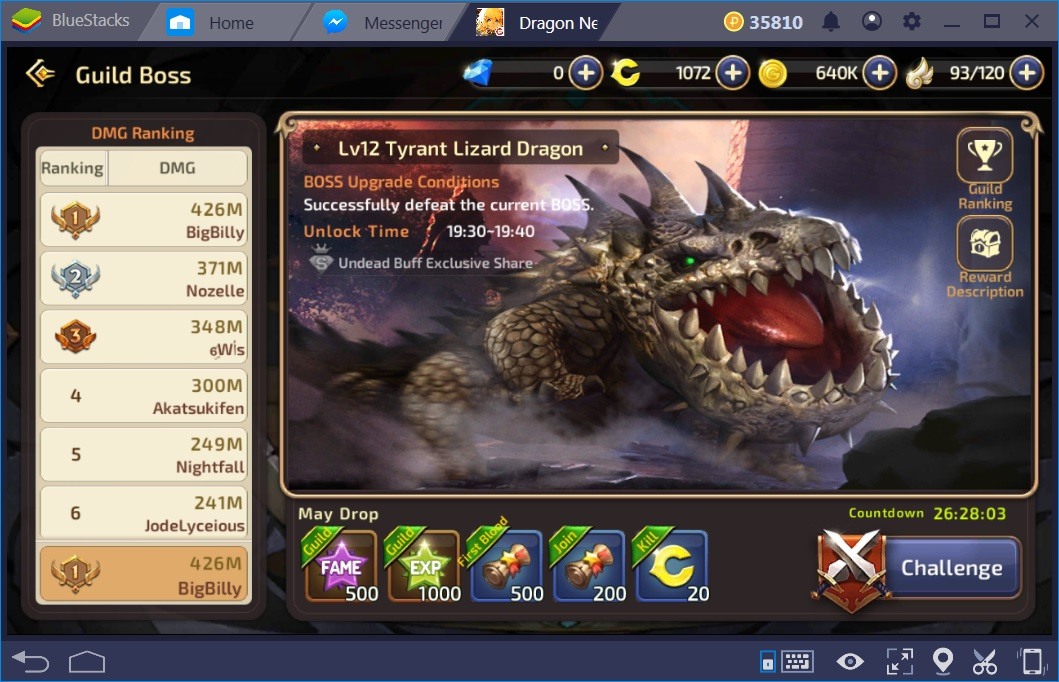 BlueStacks
Home
Messenger
Dragon Ne
P 35810
Guild Boss
0
1072
640K
93/120
DMG Ranking
Ranking DMG
1 426M
BigBilly
2 371M
Nozelle
3 348M
6Wis
4 300M
Akatsukifen
5 249M
Nightfall
6 241M
JodeLyceious
1 426M
BigBilly
Lv12 Tyrant Lizard Dragon
BOSS Upgrade Conditions
Successfully defeat the current BOSS.
Unlock Time 19:30~19:40
S Undead Buff Exclusive Share
Guild
Ranking
Reward
Description
May Drop
Guild FAME 500
Guild EXP 1000
First Blood 500
Join 200
Kill 20
Countdown 26:28:03
Challenge